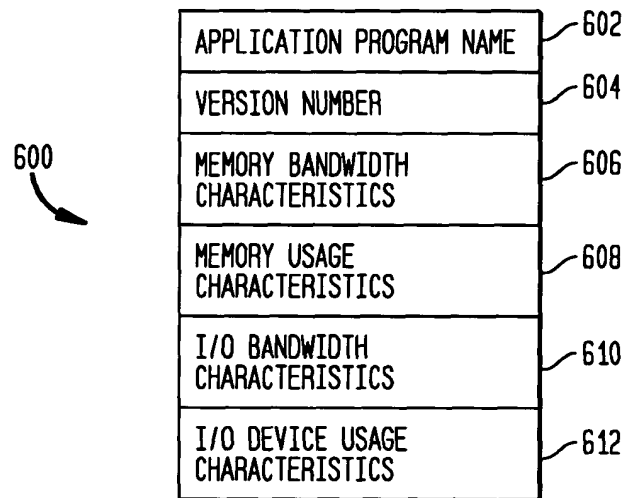 APPLICATION PROGRAM NAME
602
VERSION NUMBER
604
600
MEMORY BANDWIDTH
CHARACTERISTICS
606
MEMORY USAGE
CHARACTERISTICS
608
I/O BANDWIDTH
CHARACTERISTICS
610
I/O DEVICE USAGE
CHARACTERISTICS
612